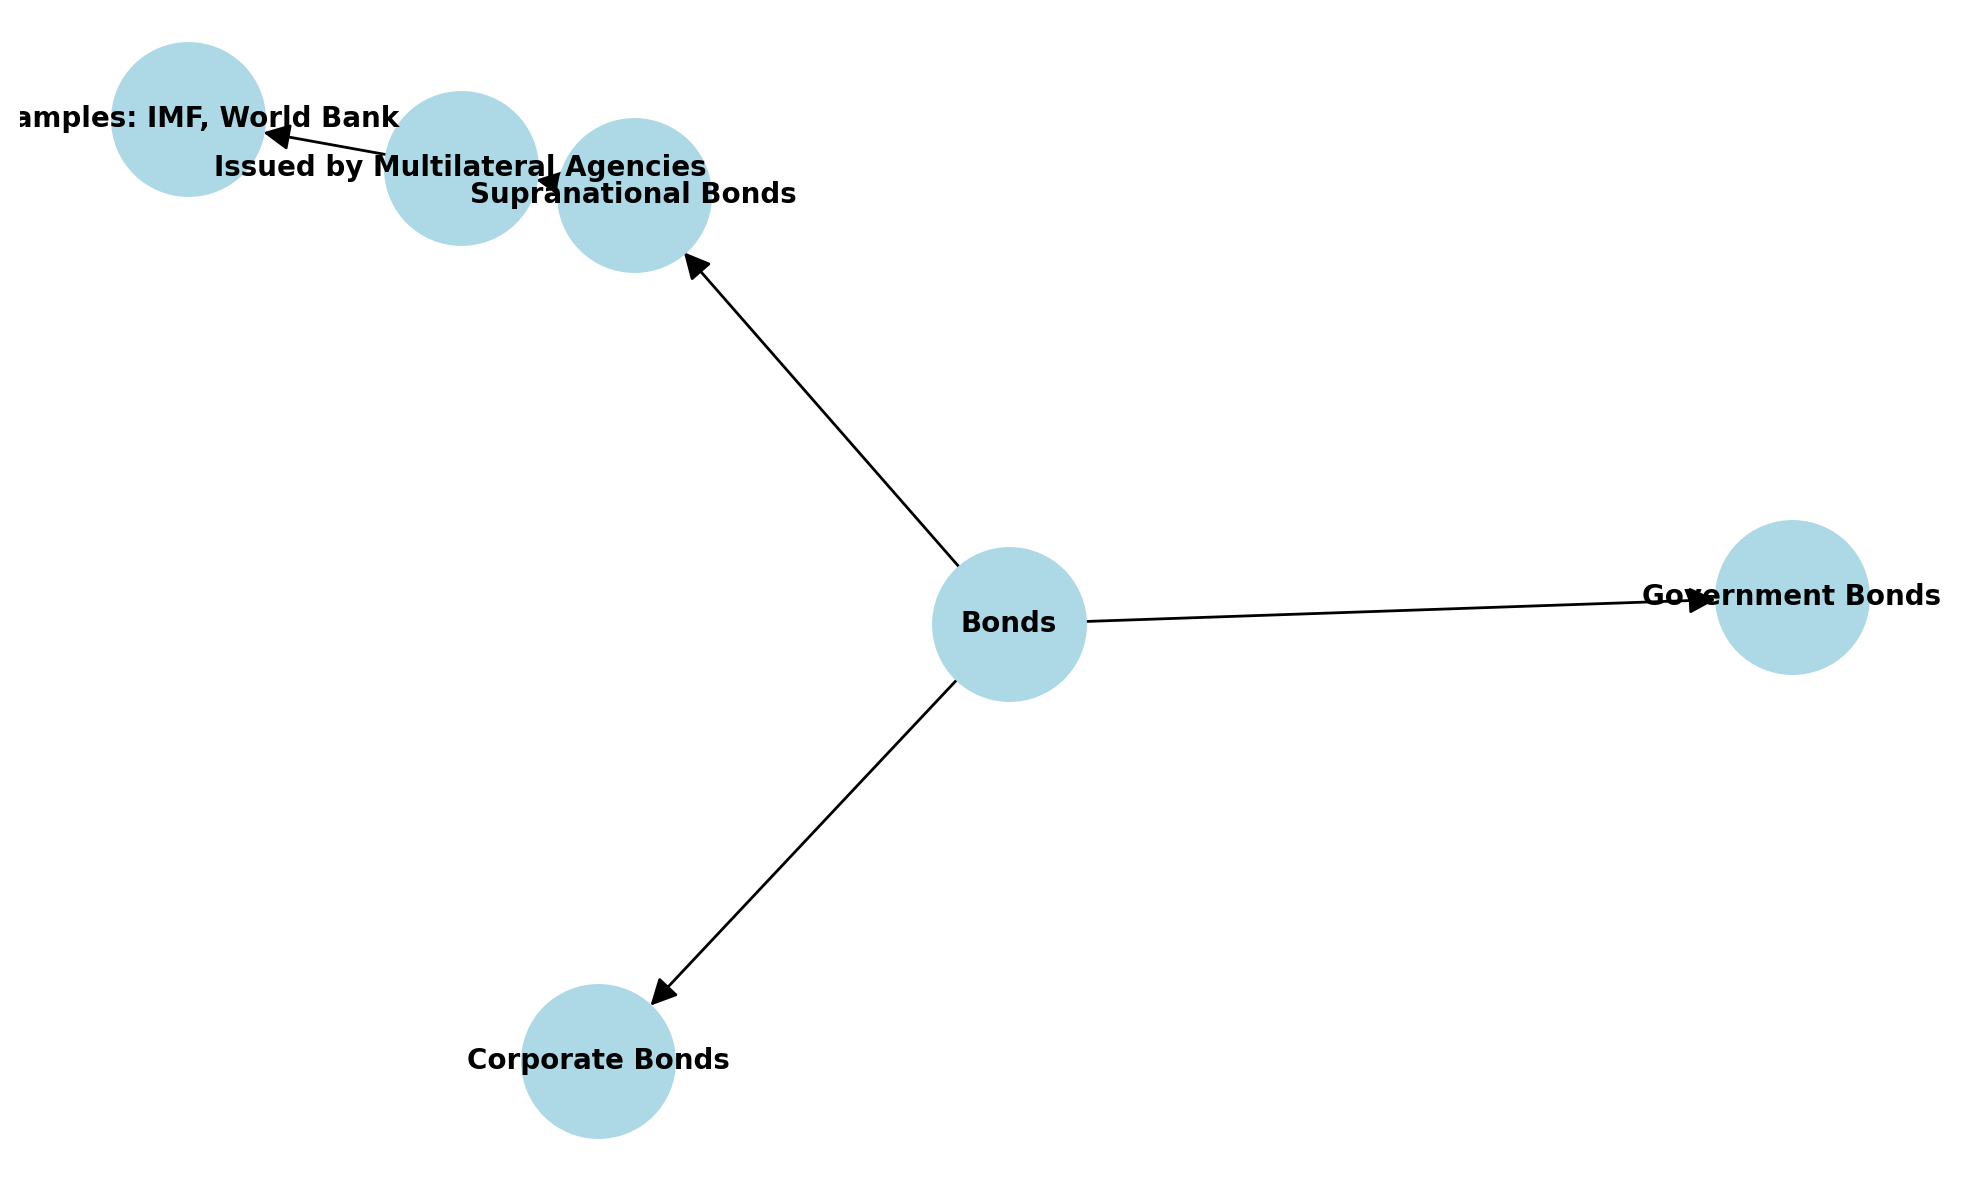 amples: IMF, World Bank
Issued by Multilateral Agencies
Supranational Bonds
Government Bonds
Bonds
Corporate Bonds